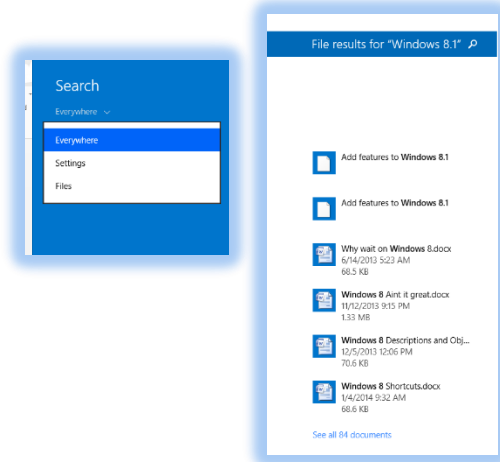 Search
Everywhere
Everywhere
Settings
Files
File results for "Windows 8.1"
Add features to Windows 8.1
Add features to Windows 8.1
Why wait on Windows 8.docx
6/14/2013 5:23 AM
68.5 KB
Windows 8 Aint it great.docx
11/12/2013 9:15 PM
1.33 MB
Windows 8 Descriptions and Obj...
12/5/2013 12:06 PM
70.6 KB
Windows 8 Shortcuts.docx
1/4/2014 9:32 AM
68.6 KB
See all 84 documents